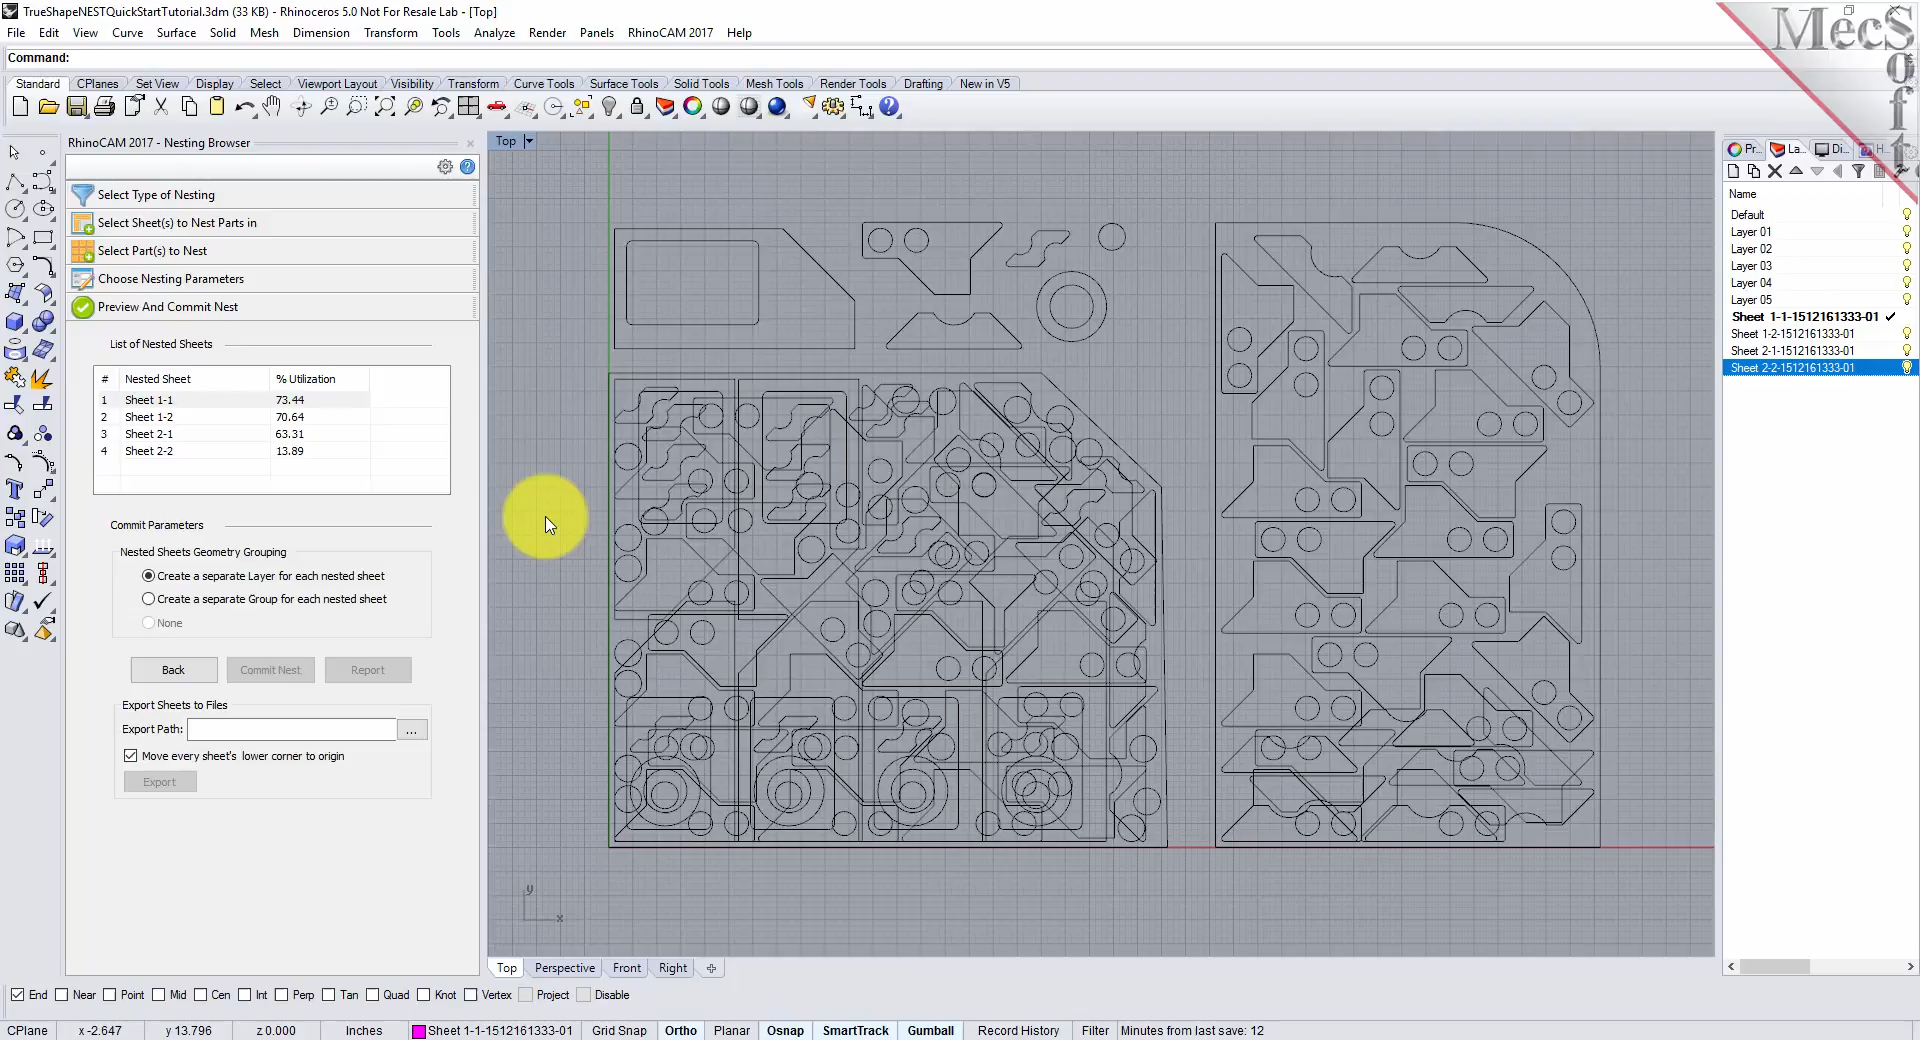 TrueShapeNESTQuickStartTutorial.3dm (33 KB) - Rhinoceros 5.0 Not For Resale Lab - [Top]
File Edit View Curve Surface Solid Mesh Dimension Transform Tools Analyze Render Panels RhinoCAM 2017 Help
Command:
Standard CPlanes Set View Display Select Viewport Layout Visibility Transform Curve Tools Surface Tools Solid Tools Mesh Tools Render Tools Drafting New in V5
MecSoft
RhinoCAM 2017 - Nesting Browser
Select Type of Nesting
Select Sheet(s) to Nest Parts in
Select Part(s) to Nest
Choose Nesting Parameters
Preview And Commit Nest
List of Nested Sheets
# Nested Sheet % Utilization
1 Sheet 1-1 73.44
2 Sheet 1-2 70.64
3 Sheet 2-1 63.31
4 Sheet 2-2 13.89
Commit Parameters
Nested Sheets Geometry Grouping
Create a separate Layer for each nested sheet
Create a separate Group for each nested sheet
None
Back Commit Nest Report
Export Sheets to Files
Export Path: ...
Move every sheet's lower corner to origin
Export
Top
y
x
Top Perspective Front Right
Pr... La... Di... H...
Name
Default
Layer 01
Layer 02
Layer 03
Layer 04
Layer 05
Sheet 1-1-1512161333-01
Sheet 1-2-1512161333-01
Sheet 2-1-1512161333-01
Sheet 2-2-1512161333-01
End Near Point Mid Cen Int Perp Tan Quad Knot Vertex Project Disable
CPlane x -2.647 y 13.796 z 0.000 Inches Sheet 1-1-1512161333-01 Grid Snap Ortho Planar Osnap SmartTrack Gumball Record History Filter Minutes from last save: 12